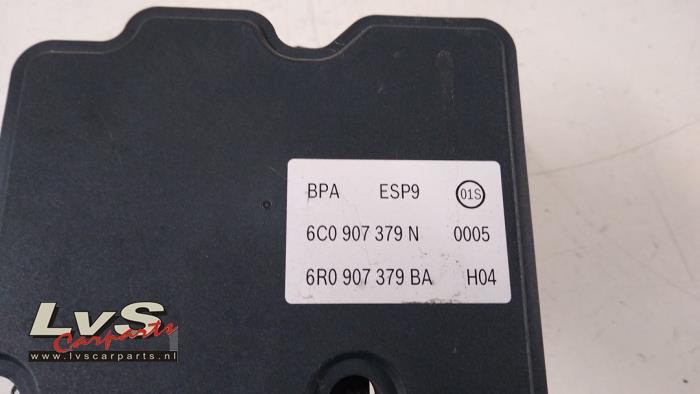 BPA ESP9 01S
6C0 907 379 N 0005
6R0 907 379 BA H04
LvS
Carparts
www.lvscarparts.nl